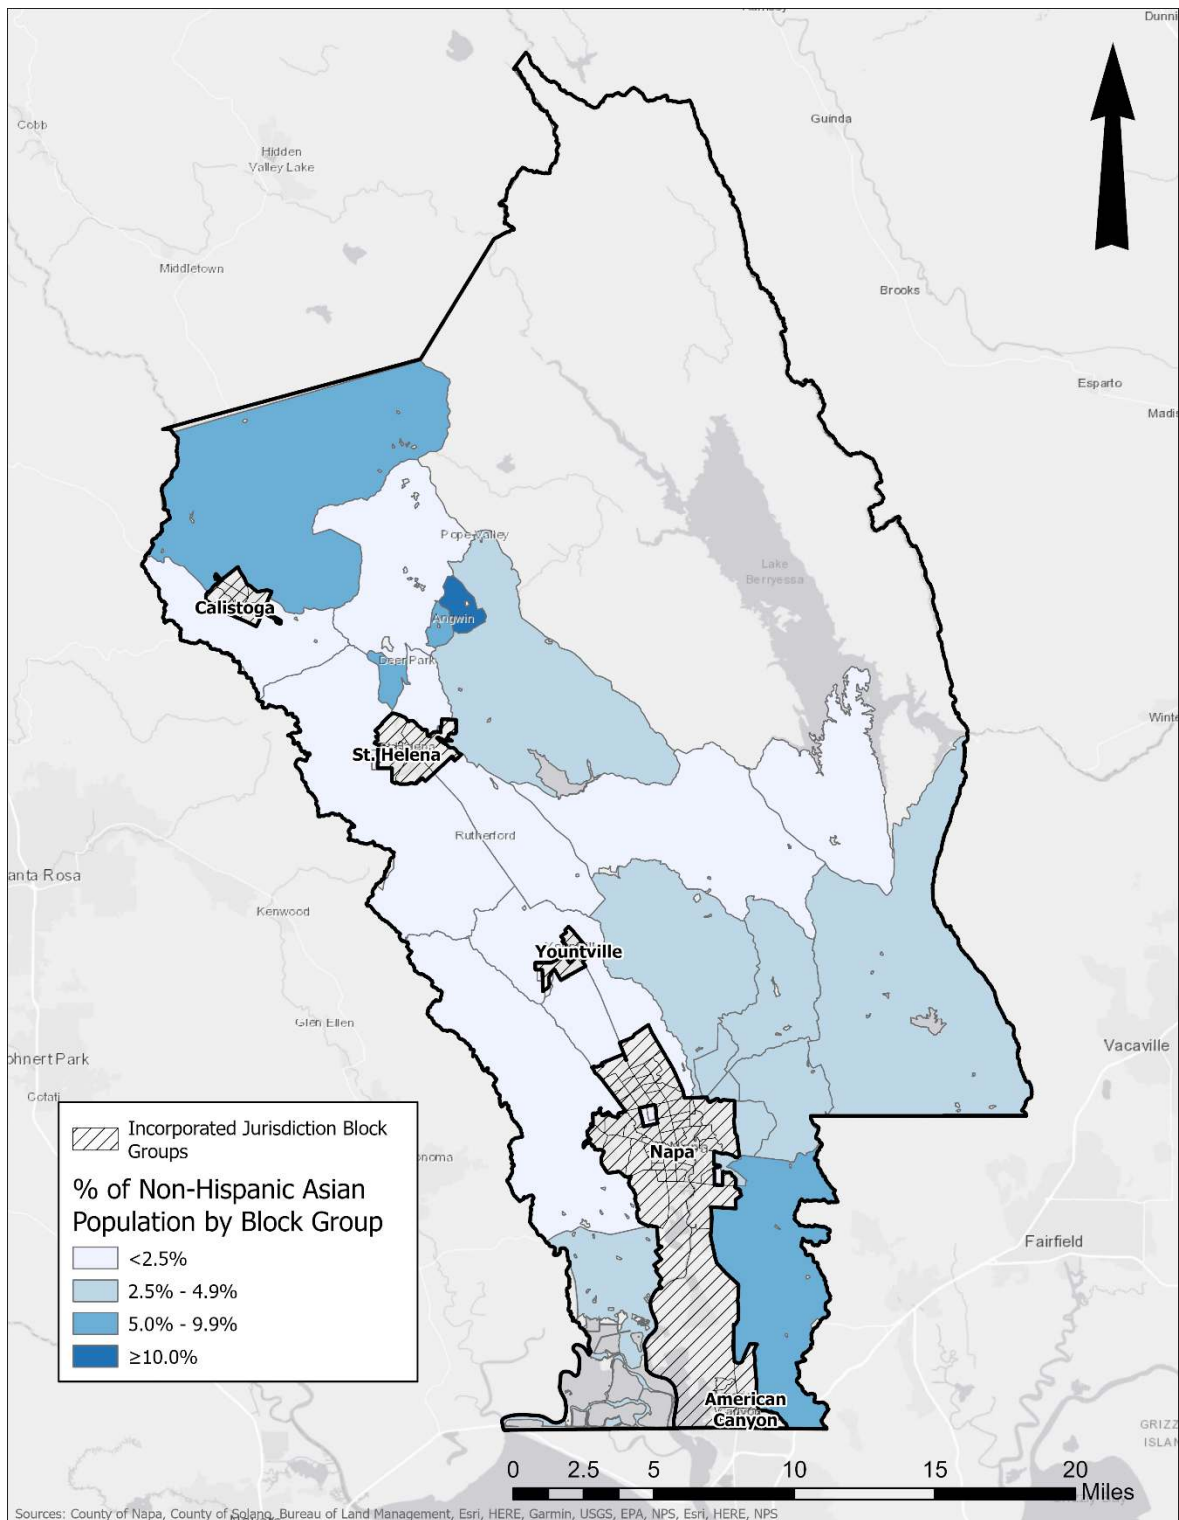 Dunni
Guinda
Cobb
Hidden
Valley Lake
Middletown
Brooks
Esparto
Madis
Pope Valley
Lake
Berryessa
Calistoga
Angwin
Deer Park
Winte
St. Helena
Rutherford
anta Rosa
Kenwood
Yountville
Glen Ellen
ohnert Park
Cotati
Vacaville
onoma
Napa
Fairfield
American
Canyon
GRIZZ
ISLAN
Incorporated Jurisdiction Block
Groups
% of Non-Hispanic Asian
Population by Block Group
<2.5%
2.5% - 4.9%
5.0% - 9.9%
≥10.0%
0 2.5 5 10 15 20
Miles
Sources: County of Napa, County of Solano, Bureau of Land Management, Esri, HERE, Garmin, USGS, EPA, NPS, Esri, HERE, NPS